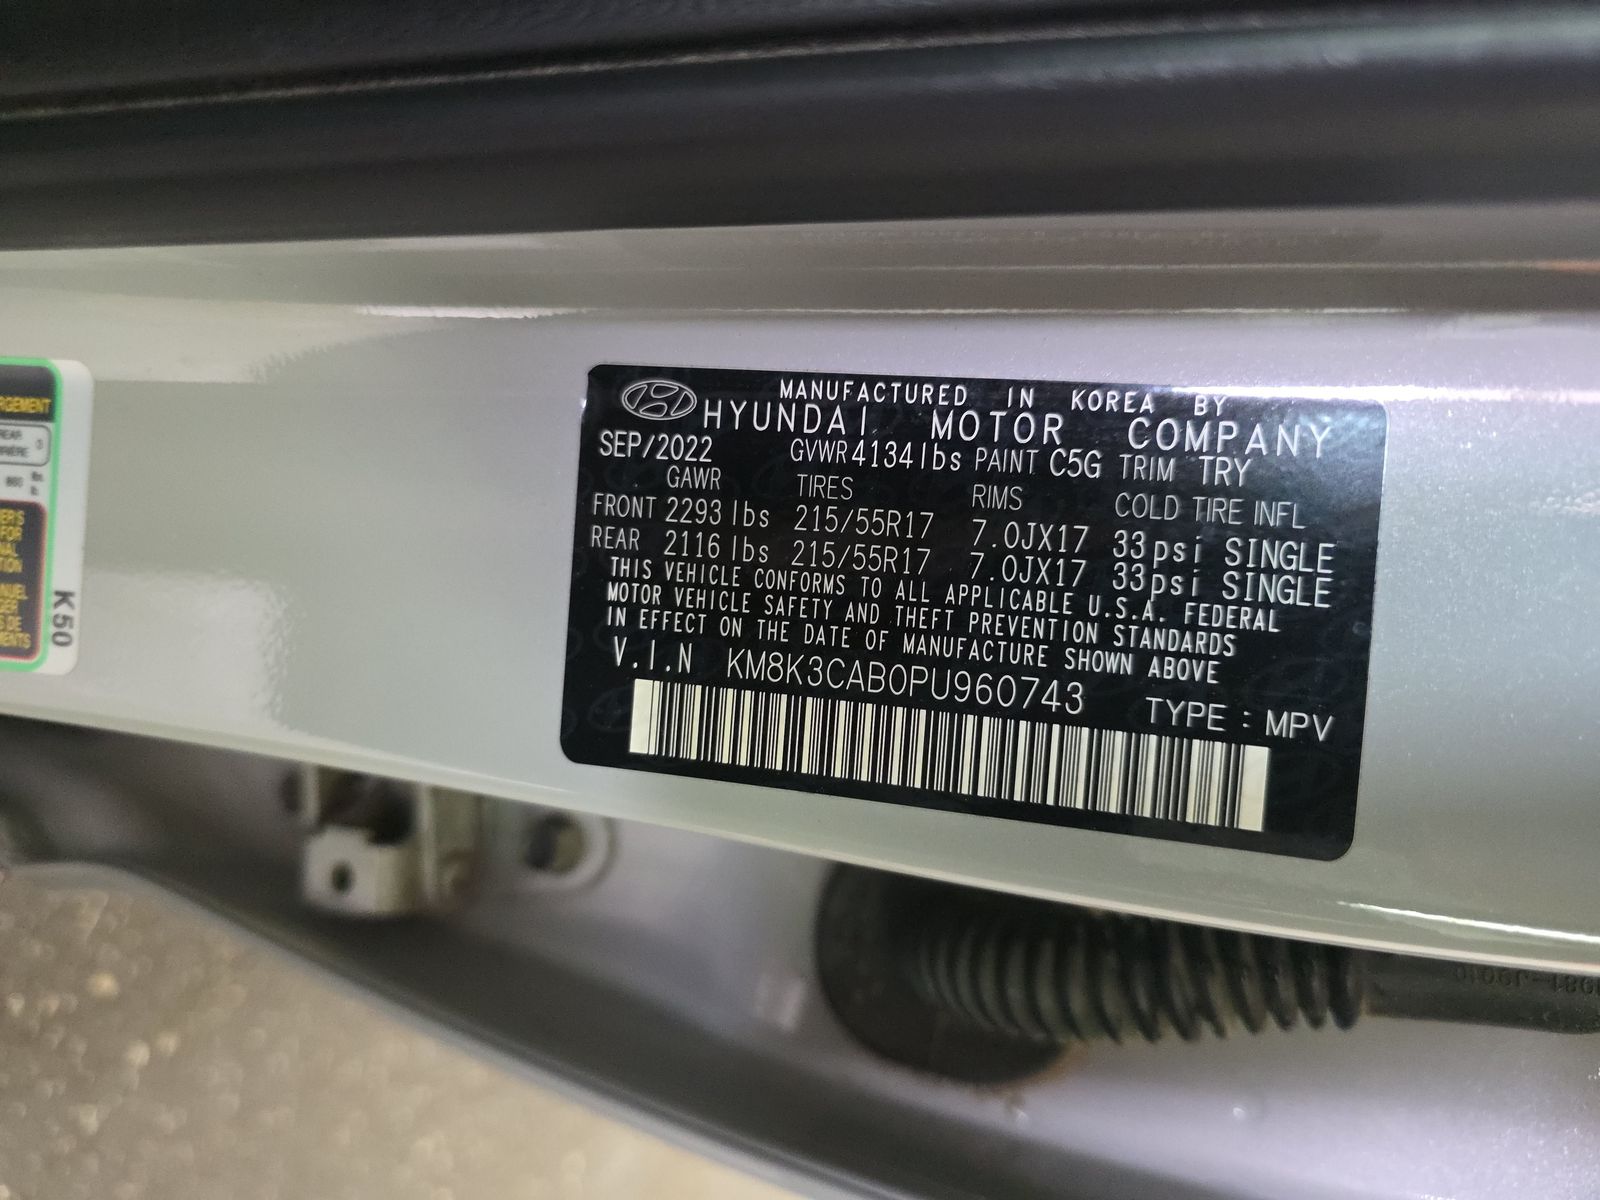 MANUFACTURED IN KOREA BY
HYUNDAI MOTOR COMPANY
SEP/2022 GVWR 4134 lbs PAINT C5G TRIM TRY
GAWR TIRES RIMS COLD TIRE INFL
FRONT 2293 lbs 215/55R17 7.0JX17 33psi SINGLE
REAR 2116 lbs 215/55R17 7.0JX17 33psi SINGLE
THIS VEHICLE CONFORMS TO ALL APPLICABLE U.S.A. FEDERAL
MOTOR VEHICLE SAFETY AND THEFT PREVENTION STANDARDS
IN EFFECT ON THE DATE OF MANUFACTURE SHOWN ABOVE
V.I.N KM8K3CAB0PU960743
TYPE : MPV
K50